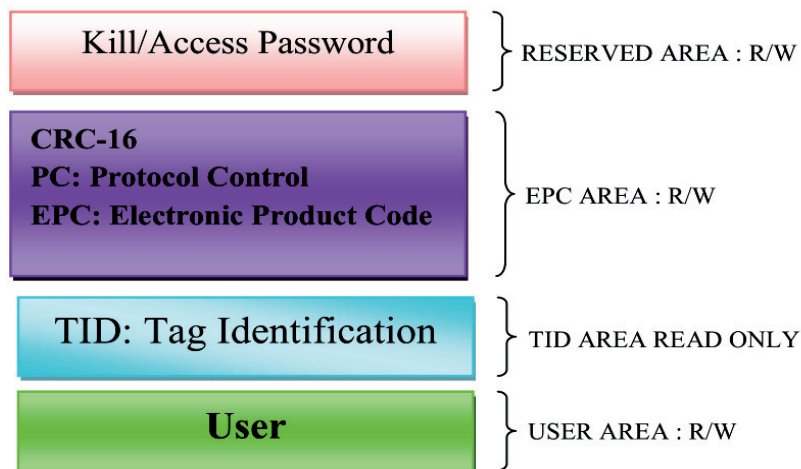 Kill/Access Password
RESERVED AREA : R/W
CRC-16
PC: Protocol Control
EPC: Electronic Product Code
EPC AREA : R/W
TID: Tag Identification
TID AREA READ ONLY
User
USER AREA : R/W